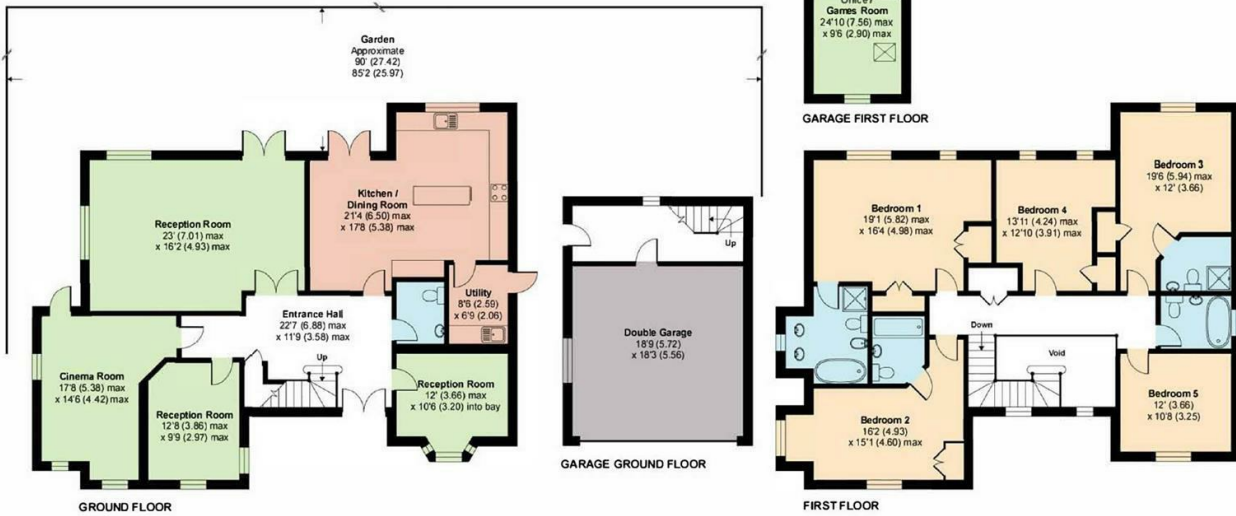 Garden
Approximate
90' (27.42)
85'2 (25.97)
Games Room
24'10 (7.56) max
x 9'6 (2.90) max
GARAGE FIRST FLOOR
Reception Room
23' (7.01) max
x 16'2 (4.93) max
Kitchen /
Dining Room
21'4 (6.50) max
x 17'8 (5.38) max
Utility
8'6 (2.59)
x 6'9 (2.06)
Entrance Hall
22'7 (6.88) max
x 11'9 (3.58) max
Up
Cinema Room
17'8 (5.38) max
x 14'6 (4.42) max
Reception Room
12'8 (3.86) max
x 9'9 (2.97) max
Reception Room
12' (3.66) max
x 10'6 (3.20) into bay
GROUND FLOOR
Up
Double Garage
18'9 (5.72)
x 18'3 (5.56)
GARAGE GROUND FLOOR
Bedroom 1
19'1 (5.82) max
x 16'4 (4.98) max
Bedroom 4
13'11 (4.24) max
x 12'10 (3.91) max
Bedroom 3
19'6 (5.94) max
x 12' (3.66)
Down
Void
Bedroom 2
16'2 (4.93)
x 15'1 (4.60) max
Bedroom 5
12' (3.66)
x 10'8 (3.25)
FIRST FLOOR